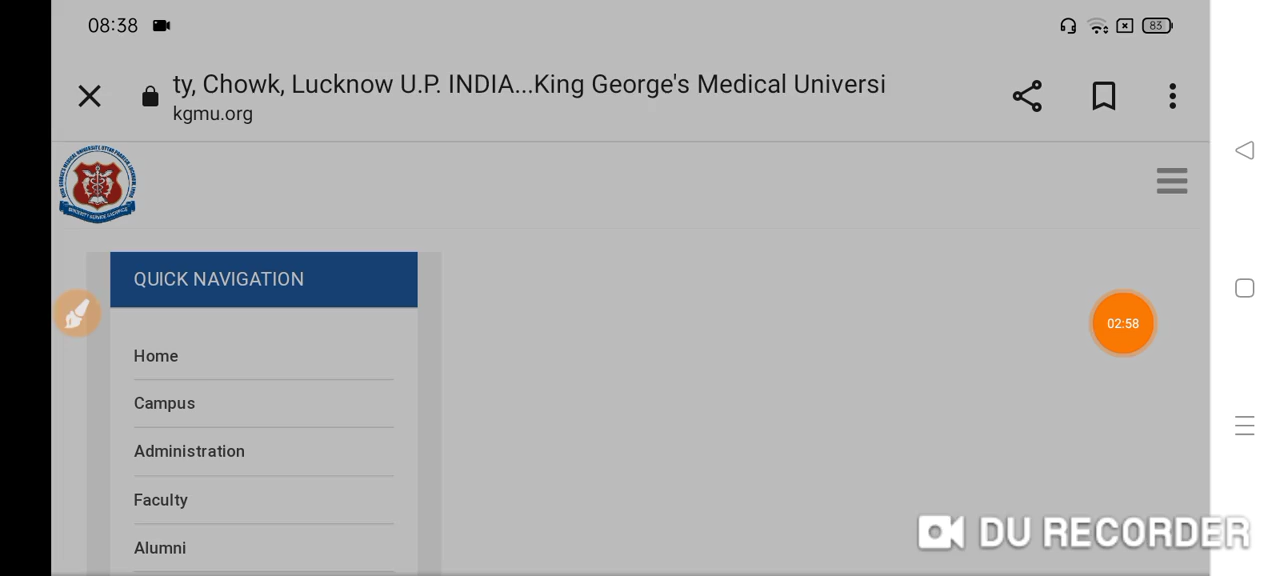 08:38
83
ty, Chowk, Lucknow U.P. INDIA...King George's Medical Universi
kgmu.org
QUICK NAVIGATION
Home
02:58
Campus
Administration
Faculty
Alumni
DU RECORDER